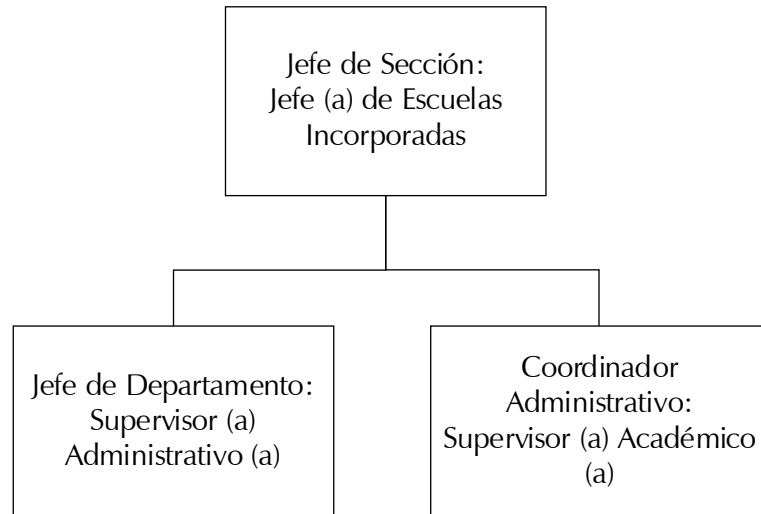 Jefe de Sección:
Jefe (a) de Escuelas
Incorporadas
Jefe de Departamento:
Supervisor (a)
Administrativo (a)
Coordinador
Administrativo:
Supervisor (a) Académico
(a)